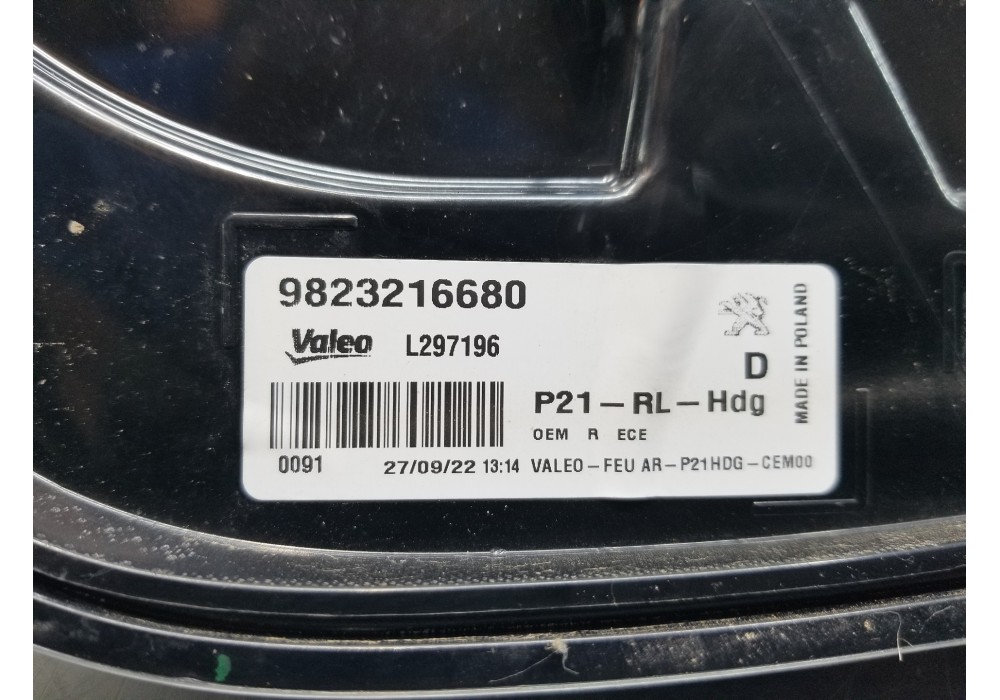 9823216680
Valeo L297196
D
P21-RL-Hdg
OEM R ECE
0091 27/09/22 13:14 VALEO-FEU AR-P21HDG-CEM00
MADE IN POLAND